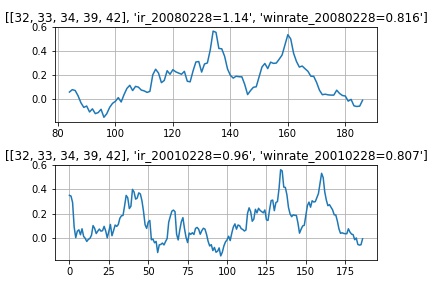 [[32, 33, 34, 39, 42], 'ir_20080228=1.14', 'winrate_20080228=0.816']
0.6
0.4
0.2
0.0
80 100 120 140 160 180
[[32, 33, 34, 39, 42], 'ir_20010228=0.96', 'winrate_20010228=0.807']
0.6
0.4
0.2
0.0
0 25 50 75 100 125 150 175